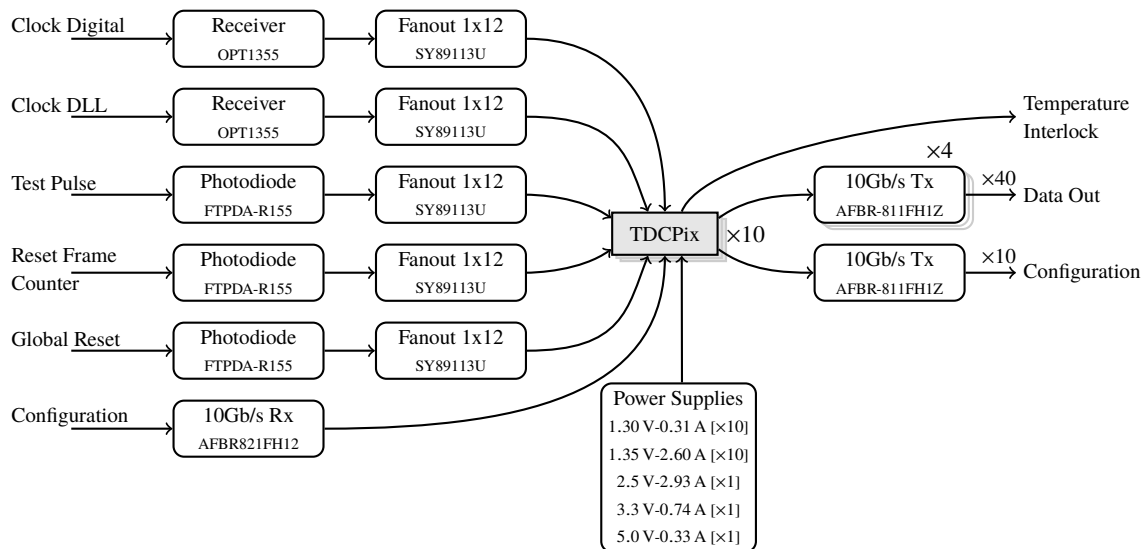 Clock Digital
Receiver
OPT1355
Fanout 1x12
SY89113U
Clock DLL
Receiver
OPT1355
Fanout 1x12
SY89113U
Test Pulse
Photodiode
FTPDA-R155
Fanout 1x12
SY89113U
Reset Frame
Counter
Photodiode
FTPDA-R155
Fanout 1x12
SY89113U
Global Reset
Photodiode
FTPDA-R155
Fanout 1x12
SY89113U
Configuration
10Gb/s Rx
AFBR821FH12
TDCPix
×10
Power Supplies
1.30 V-0.31 A [×10]
1.35 V-2.60 A [×10]
2.5 V-2.93 A [×1]
3.3 V-0.74 A [×1]
5.0 V-0.33 A [×1]
Temperature
Interlock
×4
10Gb/s Tx
AFBR-811FH1Z
×40
Data Out
10Gb/s Tx
AFBR-811FH1Z
×10
Configuration